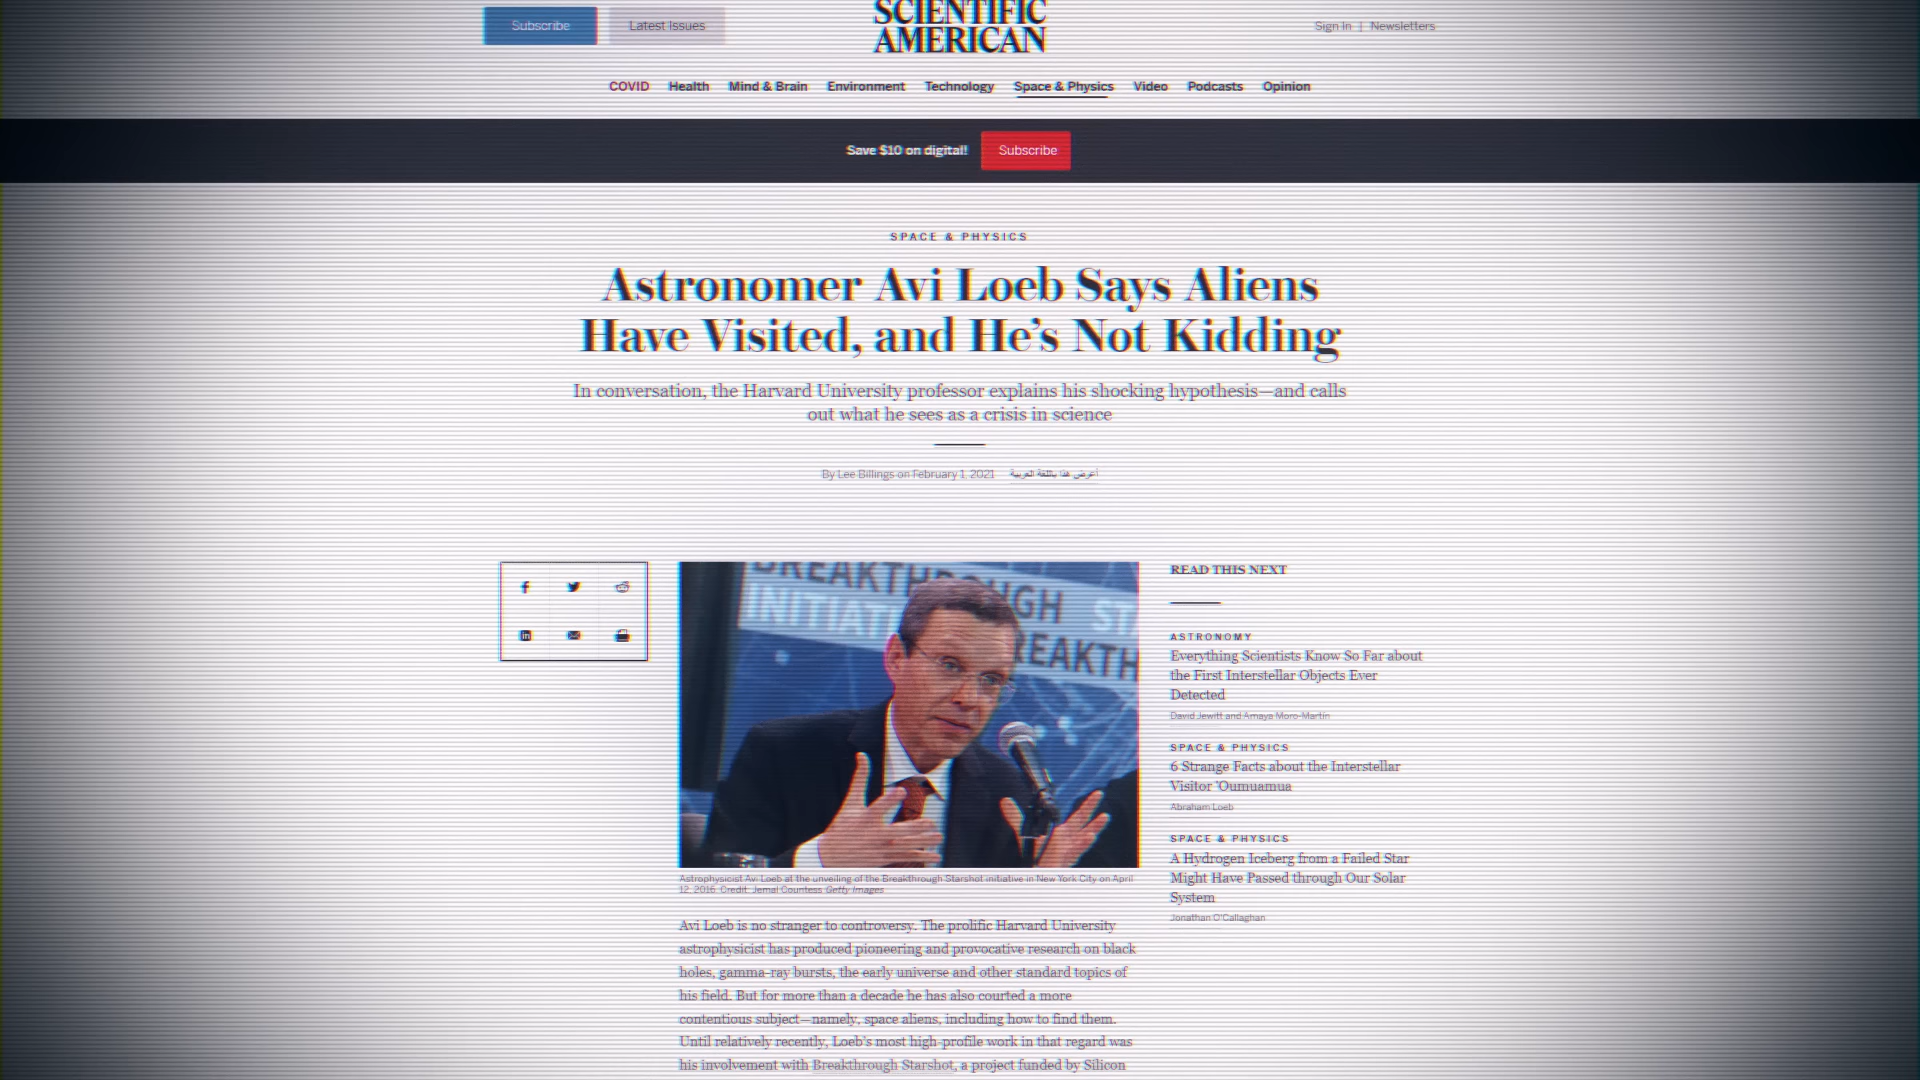 Subscribe
Latest Issues
SCIENTIFIC
AMERICAN
Sign In | Newsletters
COVID Health Mind & Brain Environment Technology Space & Physics Video Podcasts Opinion
Save $10 on digital! Subscribe
SPACE & PHYSICS
Astronomer Avi Loeb Says Aliens
Have Visited, and He's Not Kidding
In conversation, the Harvard University professor explains his shocking hypothesis—and calls
out what he sees as a crisis in science
By Lee Billings on February 1, 2021 أعرض هذا باللغة العربية
BREAKTHROUGH
INITIATI
ST
BREAKTH
Astrophysicist Avi Loeb at the unveiling of the Breakthrough Starshot initiative in New York City on April
12, 2016. Credit: Jemal Countess Getty Images
Avi Loeb is no stranger to controversy. The prolific Harvard University
astrophysicist has produced pioneering and provocative research on black
holes, gamma-ray bursts, the early universe and other standard topics of
his field. But for more than a decade he has also courted a more
contentious subject—namely, space aliens, including how to find them.
Until relatively recently, Loeb's most high-profile work in that regard was
his involvement with Breakthrough Starshot, a project funded by Silicon
READ THIS NEXT
ASTRONOMY
Everything Scientists Know So Far about
the First Interstellar Objects Ever
Detected
David Jewitt and Amaya Moro-Martín
SPACE & PHYSICS
6 Strange Facts about the Interstellar
Visitor 'Oumuamua
Abraham Loeb
SPACE & PHYSICS
A Hydrogen Iceberg from a Failed Star
Might Have Passed through Our Solar
System
Jonathan O'Callaghan